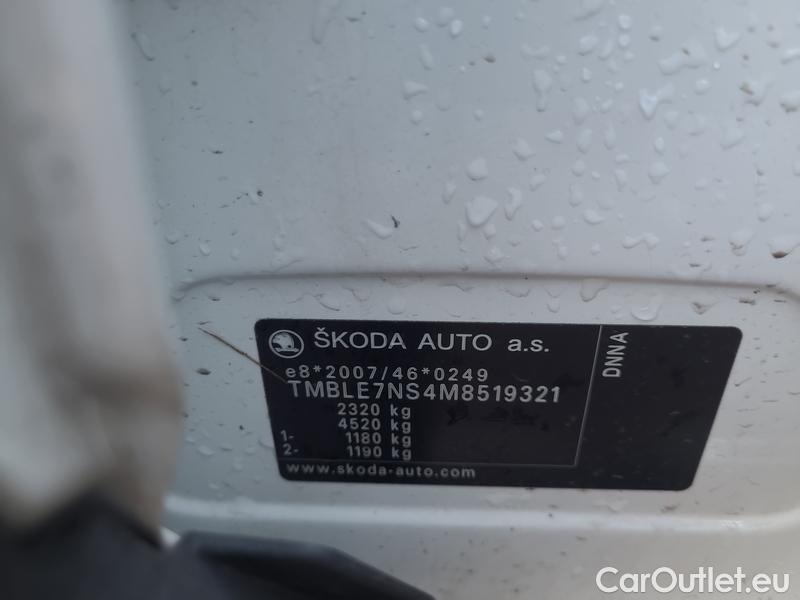 ŠKODA AUTO a.s.
e8*2007/46*0249
TMBLE7NS4M8519321
2320 kg
4520 kg
1- 1180 kg
2- 1190 kg
www.skoda-auto.com
DNNA
CarOutlet.eu